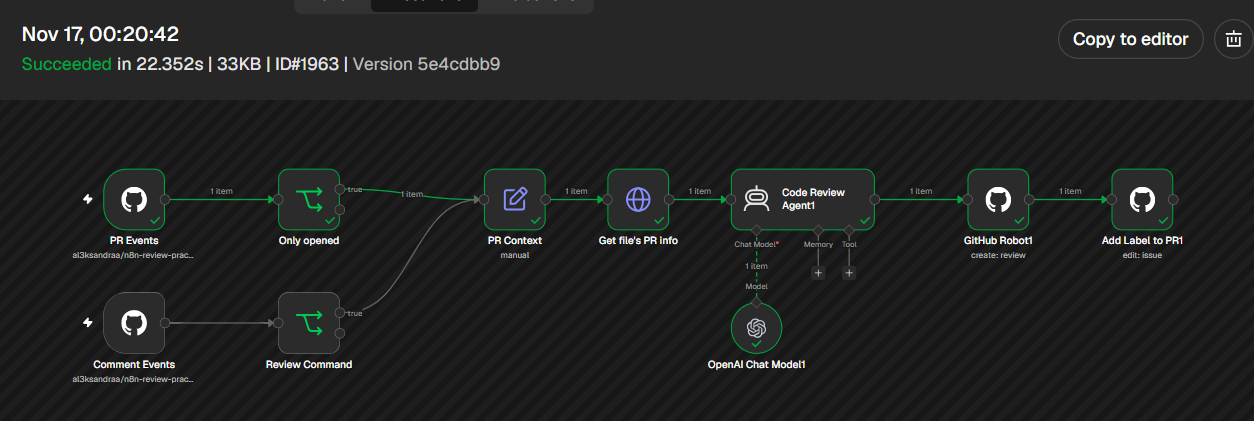 Nov 17, 00:20:42
Succeeded in 22.352s | 33KB | ID#1963 | Version 5e4cdbb9
Copy to editor
1 item
true
1 item
1 item
1 item
Code Review
Agent1
1 item
1 item
PR Events
al3ksandraa/n8n-review-prac...
Only opened
PR Context
manual
Get file's PR info
Chat Model*
Memory
Tool
GitHub Robot1
create: review
Add Label to PR1
edit: issue
1 item
Model
true
Comment Events
al3ksandraa/n8n-review-prac...
Review Command
OpenAI Chat Model1